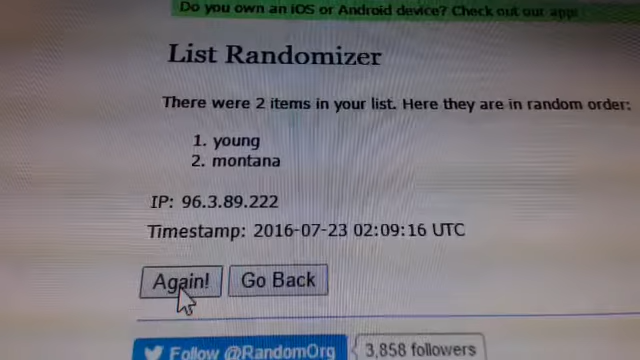 Do you own an iOS or Android device? Check out our app!
List Randomizer
There were 2 items in your list. Here they are in random order:
1. young
2. montana
IP: 96.3.89.222
Timestamp: 2016-07-23 02:09:16 UTC
Again! Go Back
Follow @RandomOrg 3,858 followers